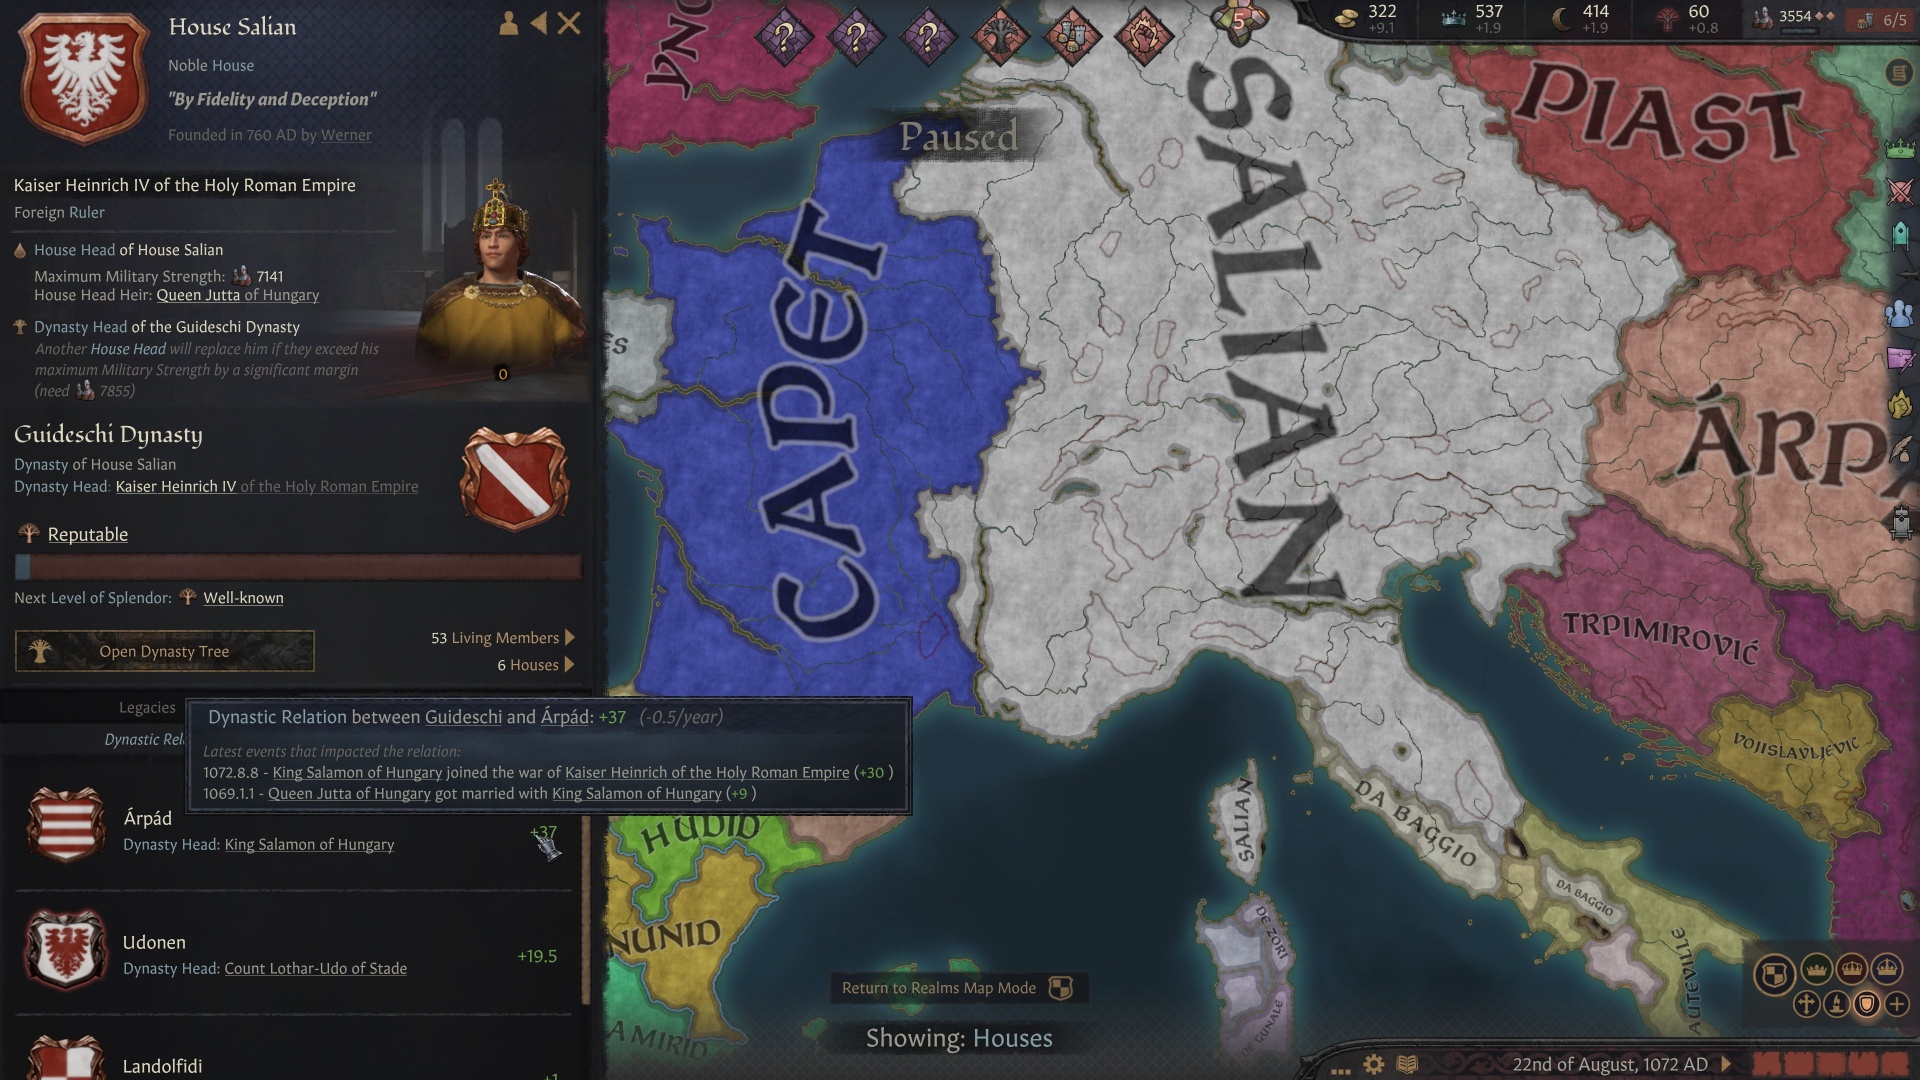 House Salian
Noble House
"By Fidelity and Deception"
Founded in 760 AD by Werner
Kaiser Heinrich IV of the Holy Roman Empire
Foreign Ruler
House Head of House Salian
Maximum Military Strength: 7141
House Head Heir: Queen Jutta of Hungary
Dynasty Head of the Guideschi Dynasty
Another House Head will replace him if they exceed his
maximum Military Strength by a significant margin
(need 7855)
0
Guideschi Dynasty
Dynasty of House Salian
Dynasty Head: Kaiser Heinrich IV of the Holy Roman Empire
Reputable
Next Level of Splendor: Well-known
Open Dynasty Tree
53 Living Members
6 Houses
Legacies
Dynastic Rel
Dynastic Relation between Guideschi and Árpád: +37 (-0.5/year)
Latest events that impacted the relation:
1072.8.8 - King Salamon of Hungary joined the war of Kaiser Heinrich of the Holy Roman Empire (+30 )
1069.1.1 - Queen Jutta of Hungary got married with King Salamon of Hungary (+9 )
Árpád
+37
Dynasty Head: King Salamon of Hungary
Udonen
+19.5
Dynasty Head: Count Lothar-Udo of Stade
Landolfidi
+1
? ? ?
5
322
+9.1
537
+1.9
414
+1.9
60
+0.8
3554
6/5
Paused
SALIAN
PIAST
CAPET
ES
ÁRPÁ
TRPIMIROVIĆ
VOJISLAVLJEVIC
SALIAN
DA BAGGIO
DA BAGGIO
HUDID
NUNID
AMIRID
DE ZORI
DE GUNALE
AUTEVILLE
Return to Realms Map Mode
Showing: Houses
22nd of August, 1072 AD